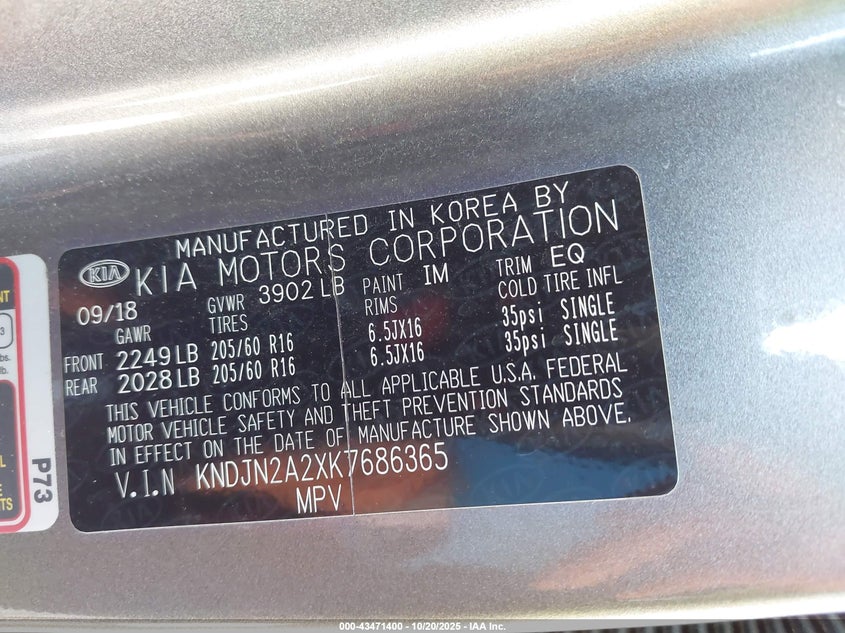 MANUFACTURED IN KOREA BY
KIA KIA MOTORS CORPORATION
09/18 GVWR 3902 LB PAINT IM TRIM EQ
GAWR TIRES RIMS COLD TIRE INFL
FRONT 2249 LB 205/60 R16 6.5JX16 35psi SINGLE
REAR 2028 LB 205/60 R16 6.5JX16 35psi SINGLE
THIS VEHICLE CONFORMS TO ALL APPLICABLE U.S.A. FEDERAL
MOTOR VEHICLE SAFETY AND THEFT PREVENTION STANDARDS
IN EFFECT ON THE DATE OF MANUFACTURE SHOWN ABOVE.
V.I.N KNDJN2A2XK7686365
MPV
P73
000-43471400 - 10/20/2025 - IAA Inc.